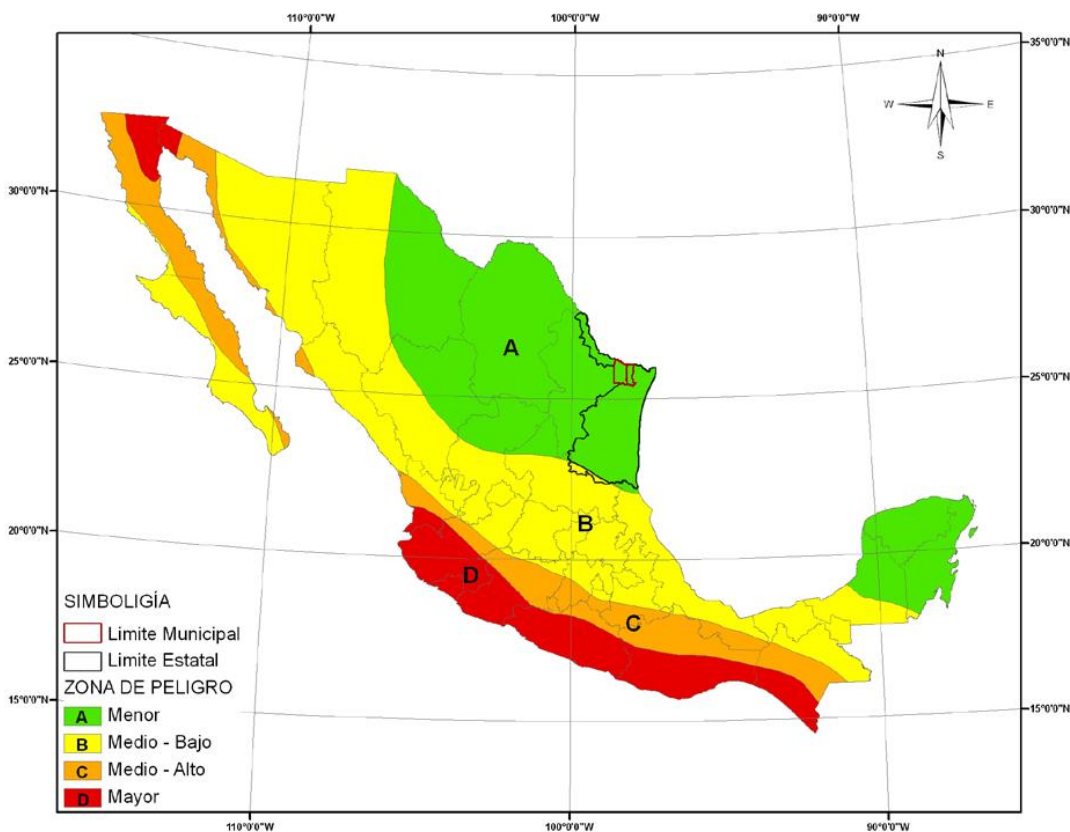 110°0'0"W 100°0'0"W 90°0'0"W
35°0'0"N
N
W E
S
30°0'0"N 30°0'0"N
25°0'0"N 25°0'0"N
A
B
20°0'0"N 20°0'0"N
D
C
SIMBOLIGÍA
Limite Municipal
Limite Estatal
ZONA DE PELIGRO
15°0'0"N 15°0'0"N
A Menor
B Medio - Bajo
C Medio - Alto
D Mayor
110°0'0"W 100°0'0"W 90°0'0"W